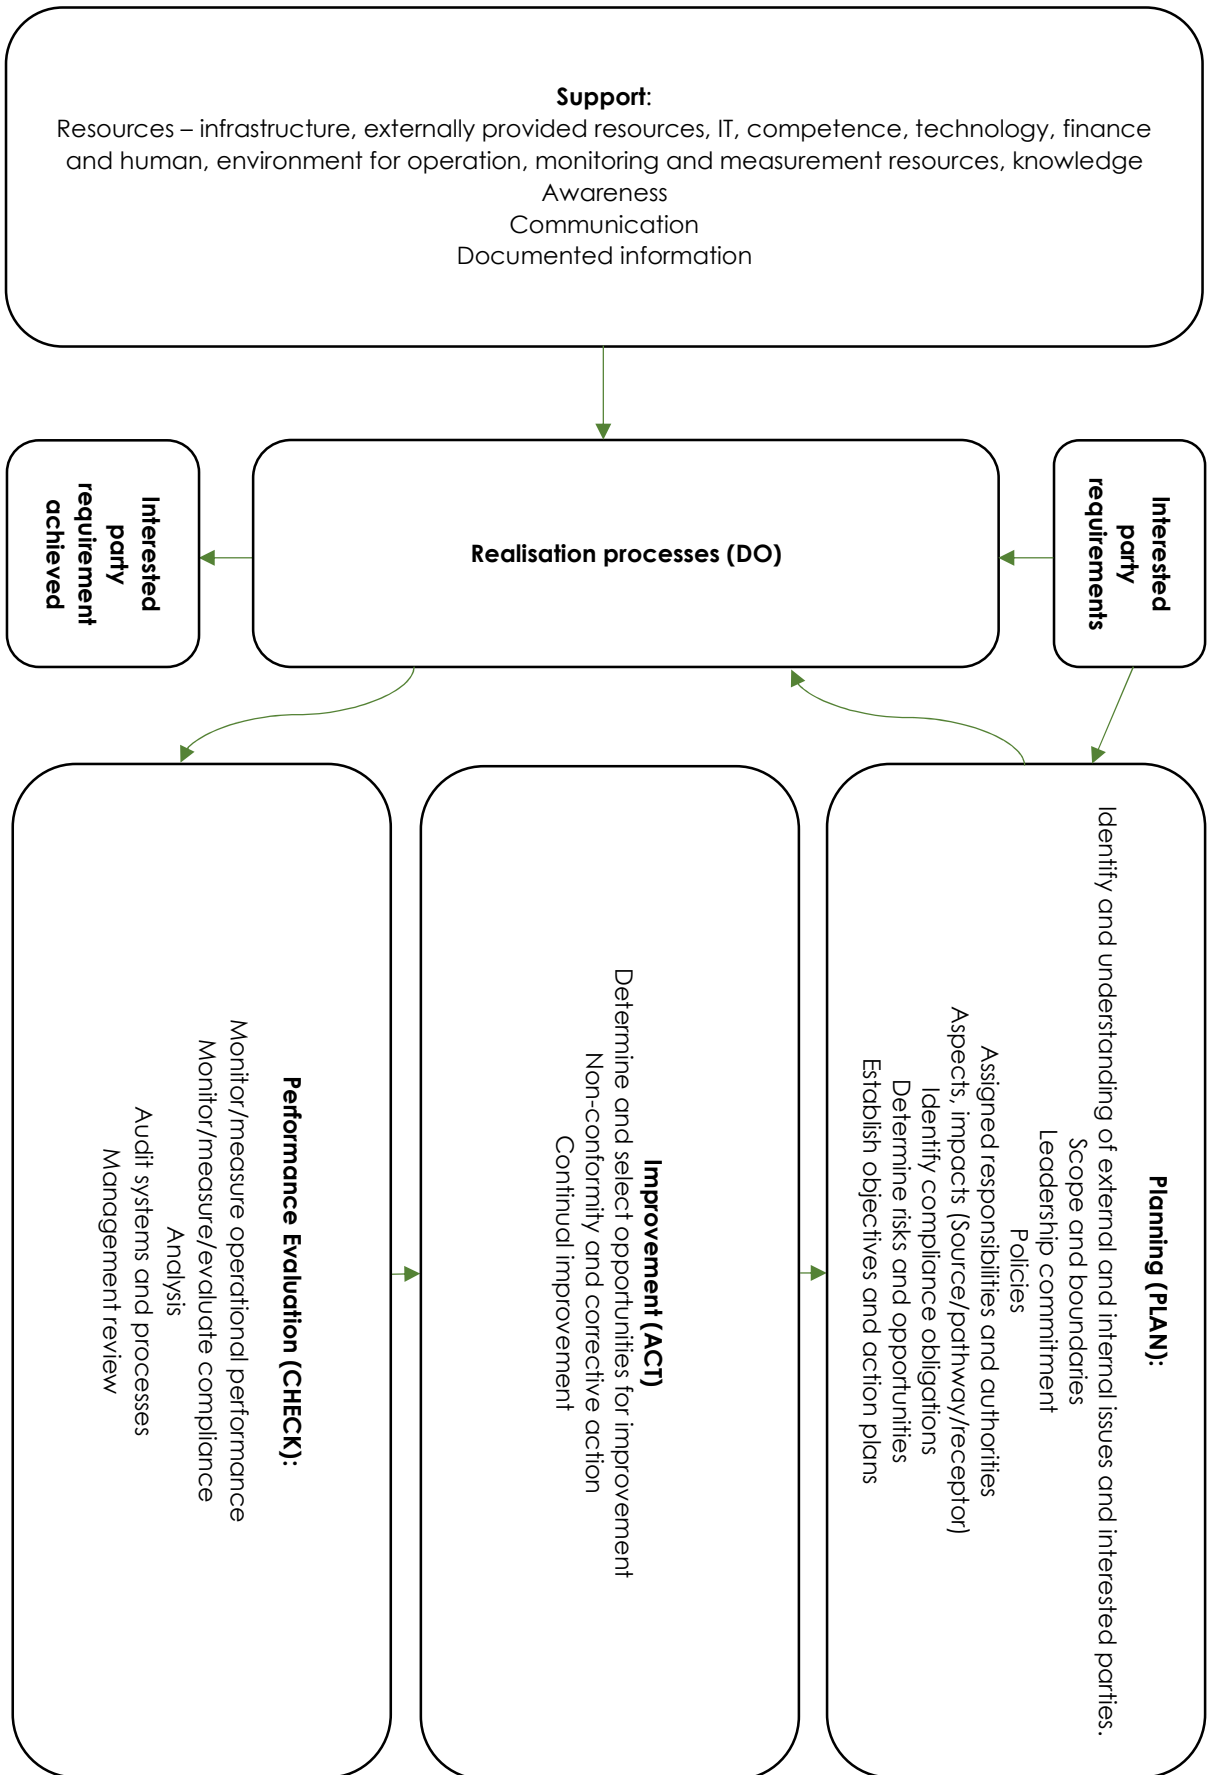 Support:
Resources – infrastructure, externally provided resources, IT, competence, technology, finance
and human, environment for operation, monitoring and measurement resources, knowledge
Awareness
Communication
Documented information
Interested
party
requirement
achieved
Realisation processes (DO)
Interested
party
requirements
Performance Evaluation (CHECK):
Monitor/measure operational performance
Monitor/measure/evaluate compliance
Analysis
Audit systems and processes
Management review
Improvement (ACT)
Determine and select opportunities for improvement
Non-conformity and corrective action
Continual improvement
Planning (PLAN):
Identify and understanding of external and internal issues and interested parties.
Scope and boundaries
Leadership commitment
Policies
Assigned responsibilities and authorities
Aspects, impacts (Source/pathway/receptor)
Identify compliance obligations
Determine risks and opportunities
Establish objectives and action plans